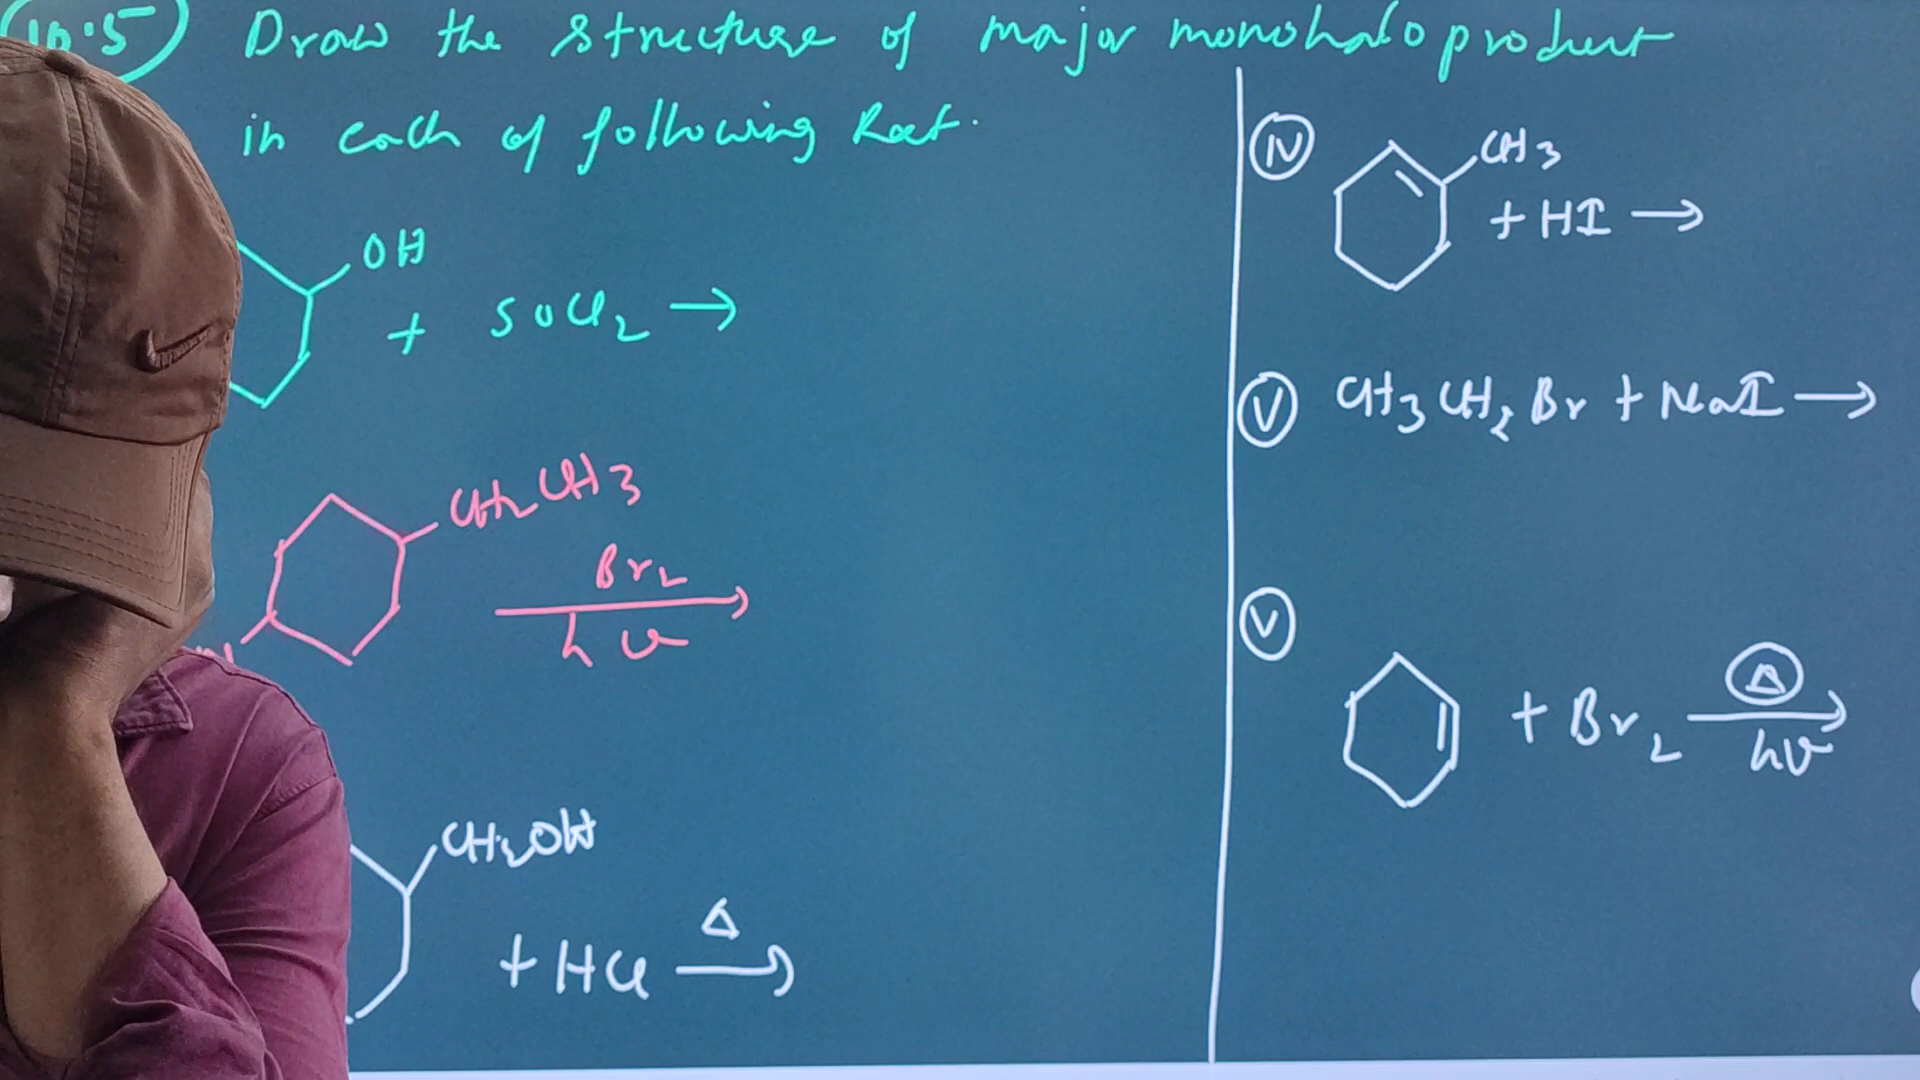 10.5 Draw the structure of major monohalo product
in each of following Rect.
OH
+ SOCl2 →
CH2CH3
Br2
hν
CH2OH
+ HCl
Δ
IV
CH3
+ HI →
V CH3CH2Br + NaI →
V
+ Br2
Δ
hν